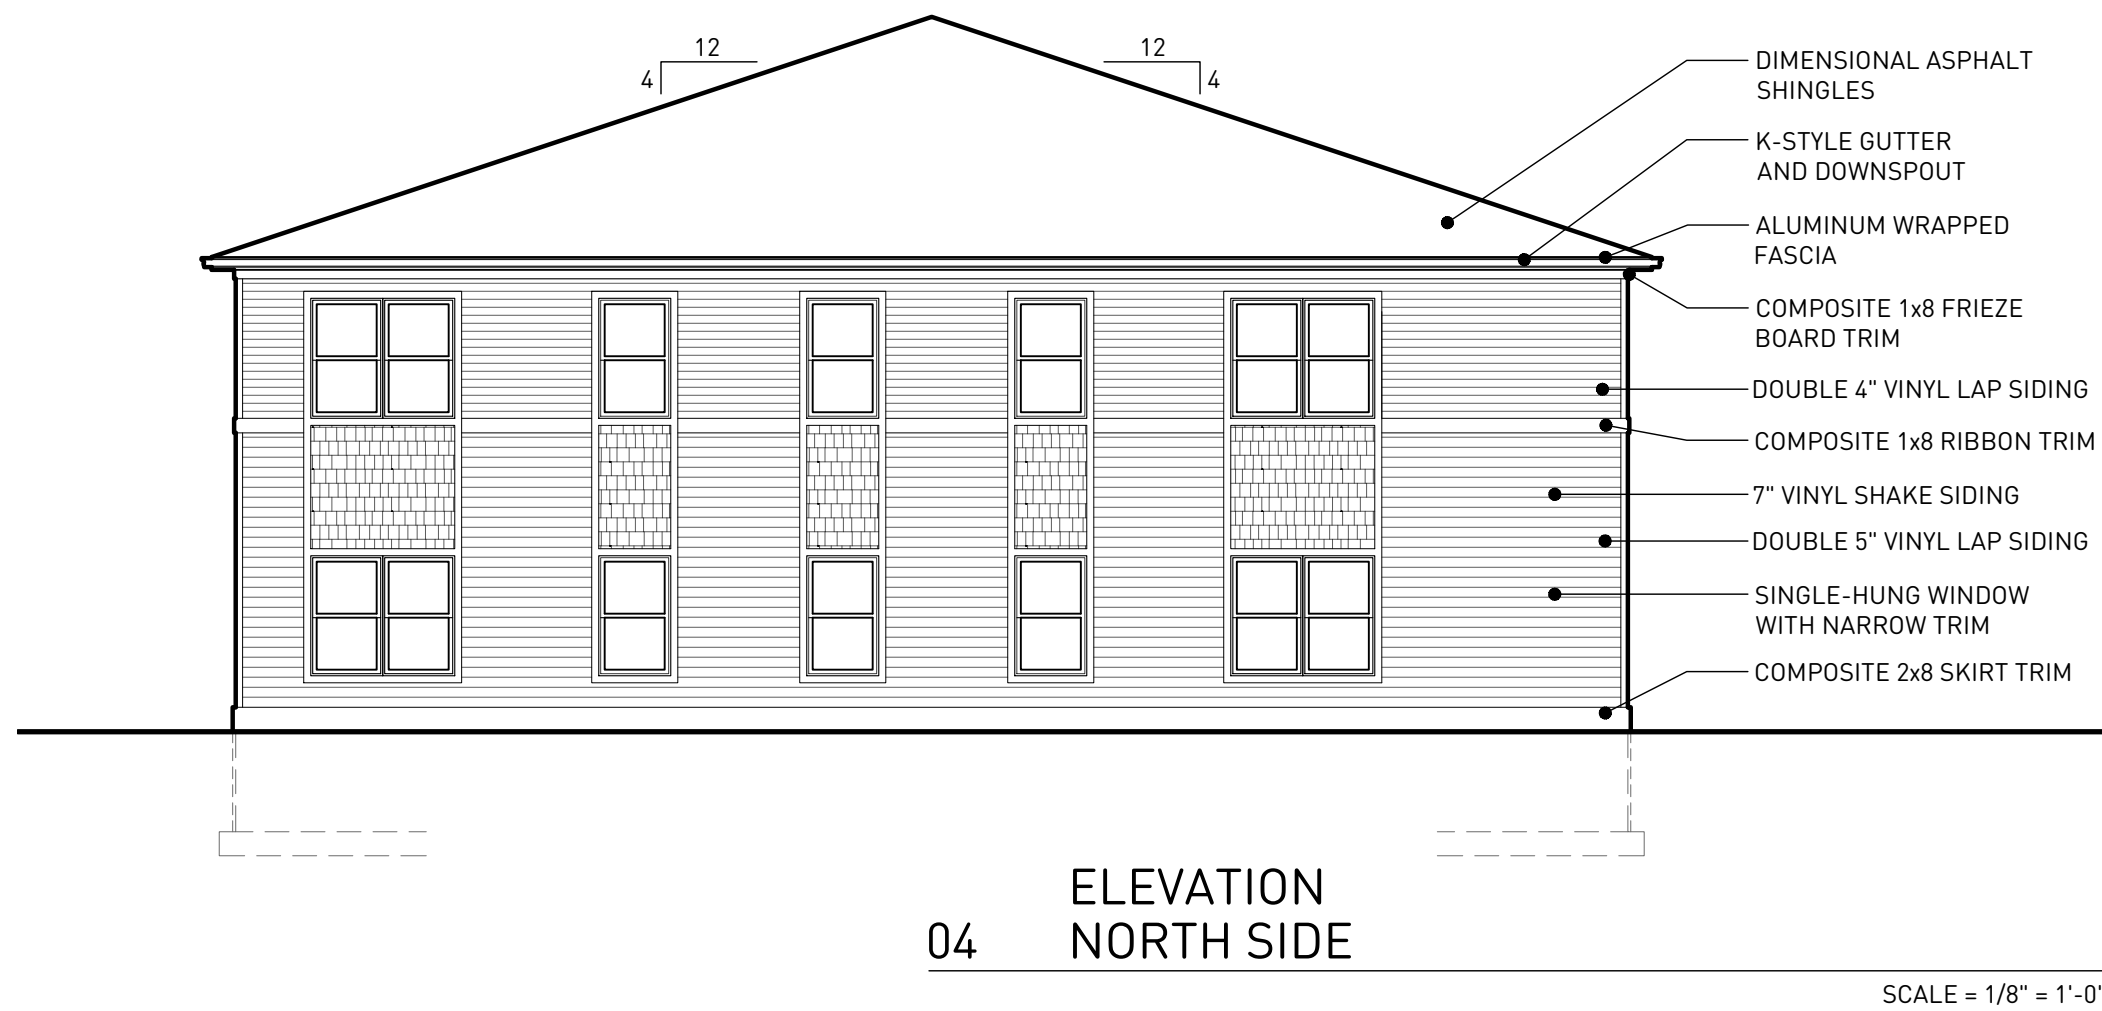 12
4
12
4
DIMENSIONAL ASPHALT
SHINGLES
K-STYLE GUTTER
AND DOWNSPOUT
ALUMINUM WRAPPED
FASCIA
COMPOSITE 1x8 FRIEZE
BOARD TRIM
DOUBLE 4" VINYL LAP SIDING
COMPOSITE 1x8 RIBBON TRIM
7" VINYL SHAKE SIDING
DOUBLE 5" VINYL LAP SIDING
SINGLE-HUNG WINDOW
WITH NARROW TRIM
COMPOSITE 2x8 SKIRT TRIM
ELEVATION
04 NORTH SIDE
SCALE = 1/8" = 1'-0"